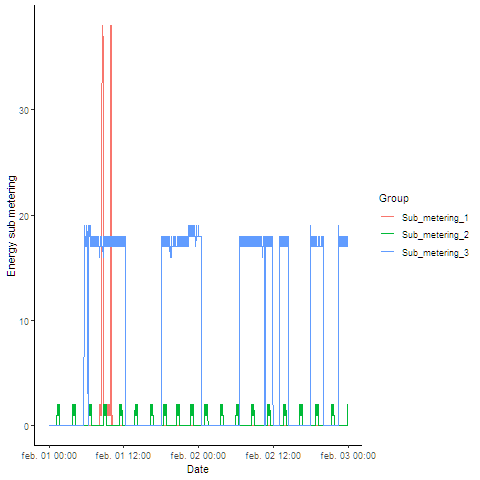 Energy sub metering
30
20
10
0
feb. 01 00:00 feb. 01 12:00 feb. 02 00:00 feb. 02 12:00 feb. 03 00:00
Date
Group
Sub_metering_1
Sub_metering_2
Sub_metering_3